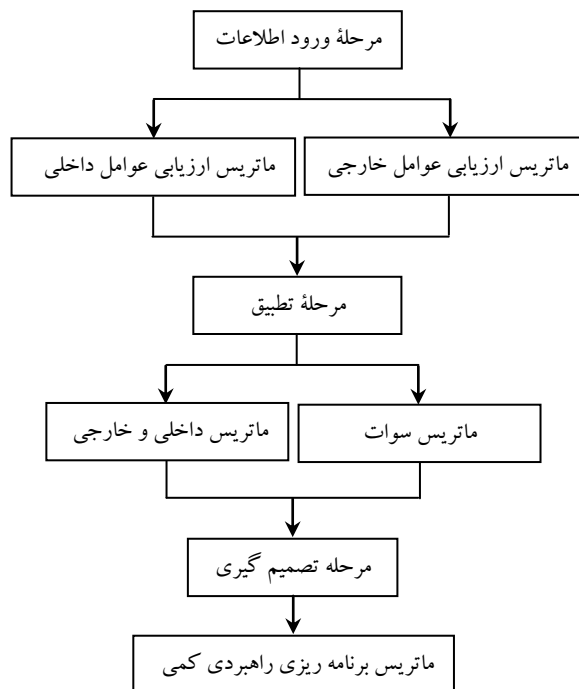 مرحلهٔ ورود اطلاعات
ماتریس ارزیابی عوامل خارجی
ماتریس ارزیابی عوامل داخلی
مرحلهٔ تطبیق
ماتریس سوات
ماتریس داخلی و خارجی
مرحله تصمیم گیری
ماتریس برنامه ریزی راهبردی کمی